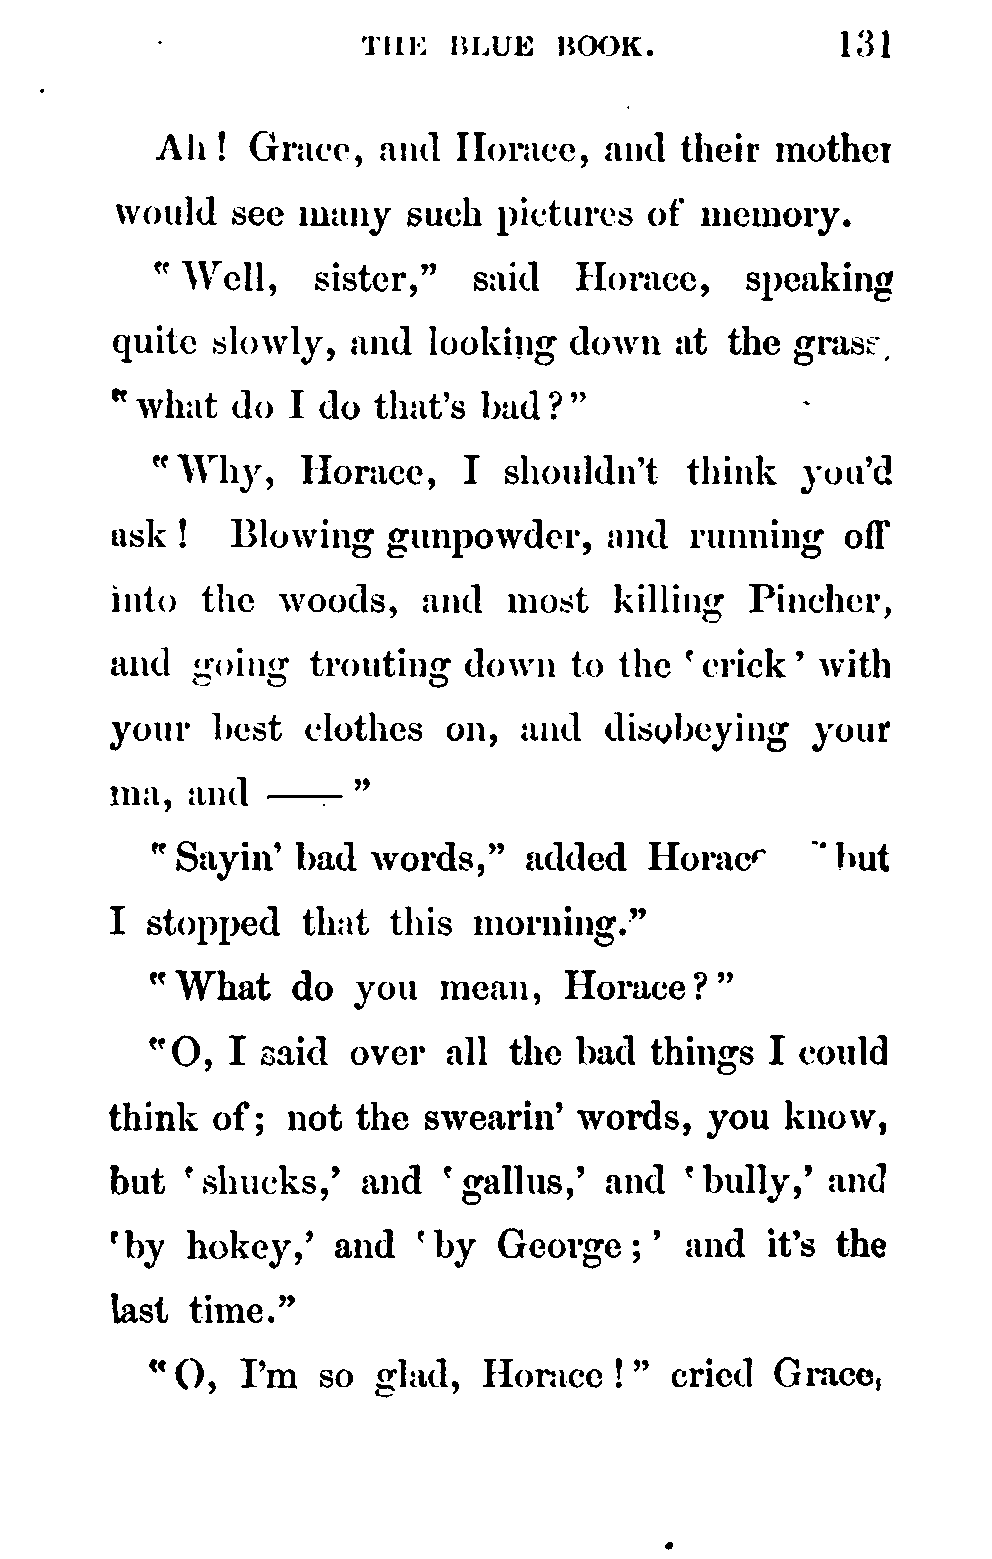 THE BLUE BOOK. 131
Ah! Grace, and Horace, and their mother
would see many such pictures of memory.
"Well, sister," said Horace, speaking
quite slowly, and looking down at the grass,
"what do I do that's bad?"
"Why, Horace, I shouldn't think you'd
ask! Blowing gunpowder, and running off
into the woods, and most killing Pincher,
and going trouting down to the 'crick' with
your best clothes on, and disobeying your
ma, and —— "
"Sayin' bad words," added Horace "but
I stopped that this morning."
"What do you mean, Horace?"
"O, I said over all the bad things I could
think of; not the swearin' words, you know,
but 'shucks,' and 'gallus,' and 'bully,' and
'by hokey,' and 'by George;' and it's the
last time."
"O, I'm so glad, Horace!" cried Grace,